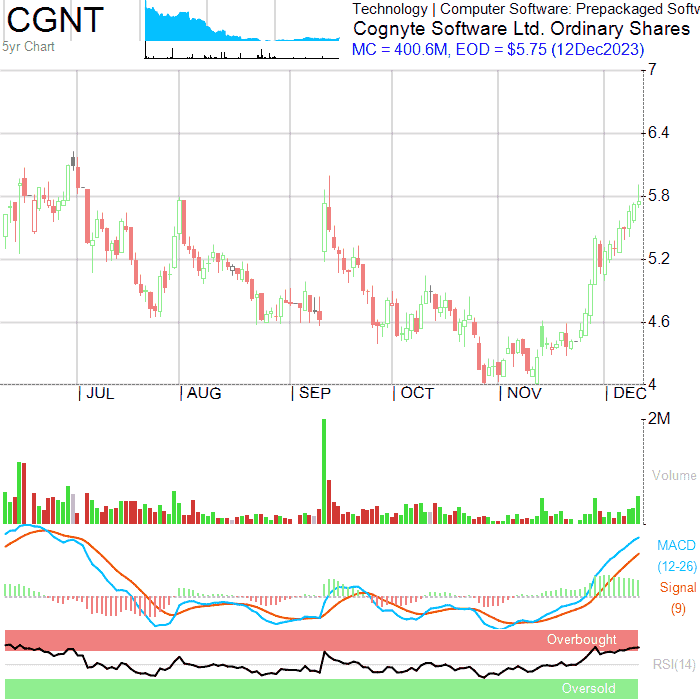 CGNT
5yr Chart
Technology | Computer Software: Prepackaged Softw
Cognyte Software Ltd. Ordinary Shares
MC = 400.6M, EOD = $5.75 (12Dec2023)
7
6.4
5.8
5.2
4.6
4
JUL AUG SEP OCT NOV DEC
2M
Volume
MACD
(12-26)
Signal
(9)
Overbought
RSI(14)
Oversold